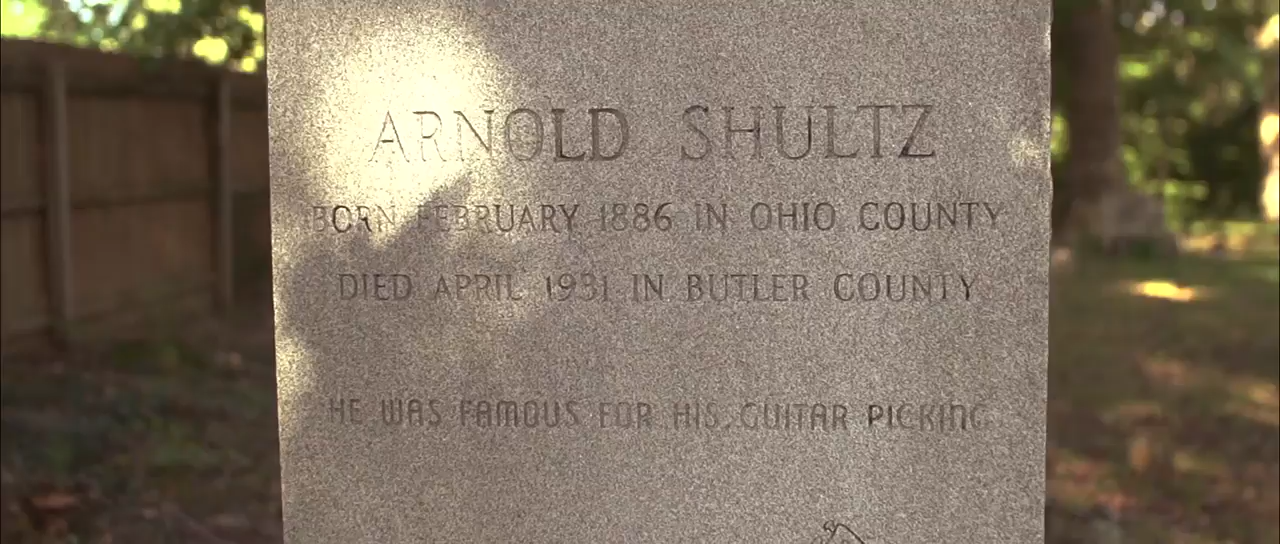 ARNOLD SHULTZ
BORN FEBRUARY 1886 IN OHIO COUNTY
DIED APRIL 1931 IN BUTLER COUNTY
HE WAS FAMOUS FOR HIS GUITAR PICKING